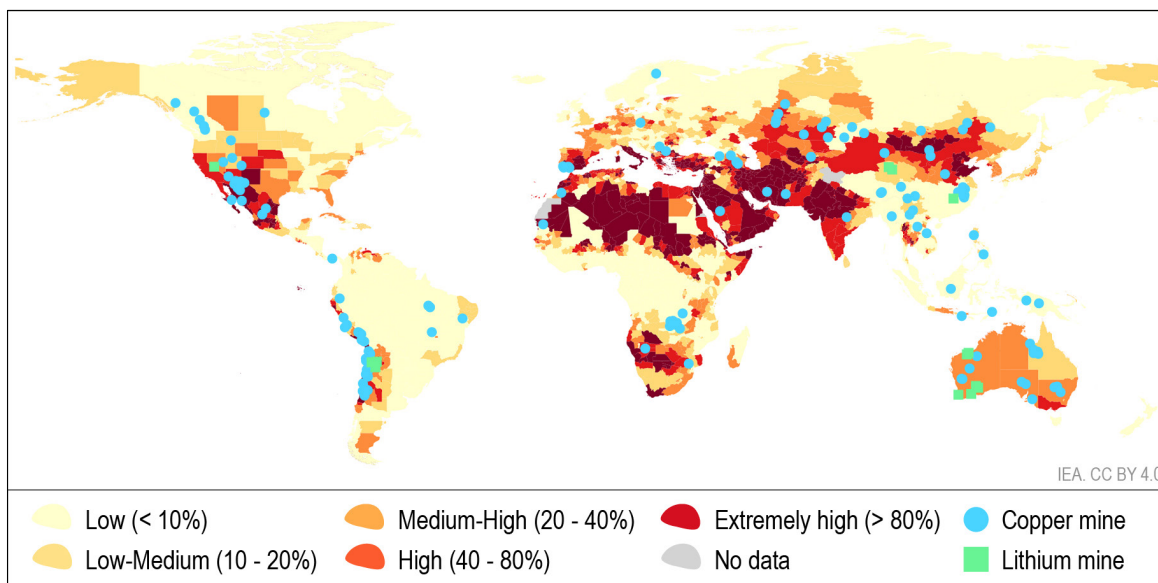 IEA. CC BY 4.0
Low (< 10%)
Medium-High (20 - 40%)
Extremely high (> 80%)
Copper mine
Low-Medium (10 - 20%)
High (40 - 80%)
No data
Lithium mine